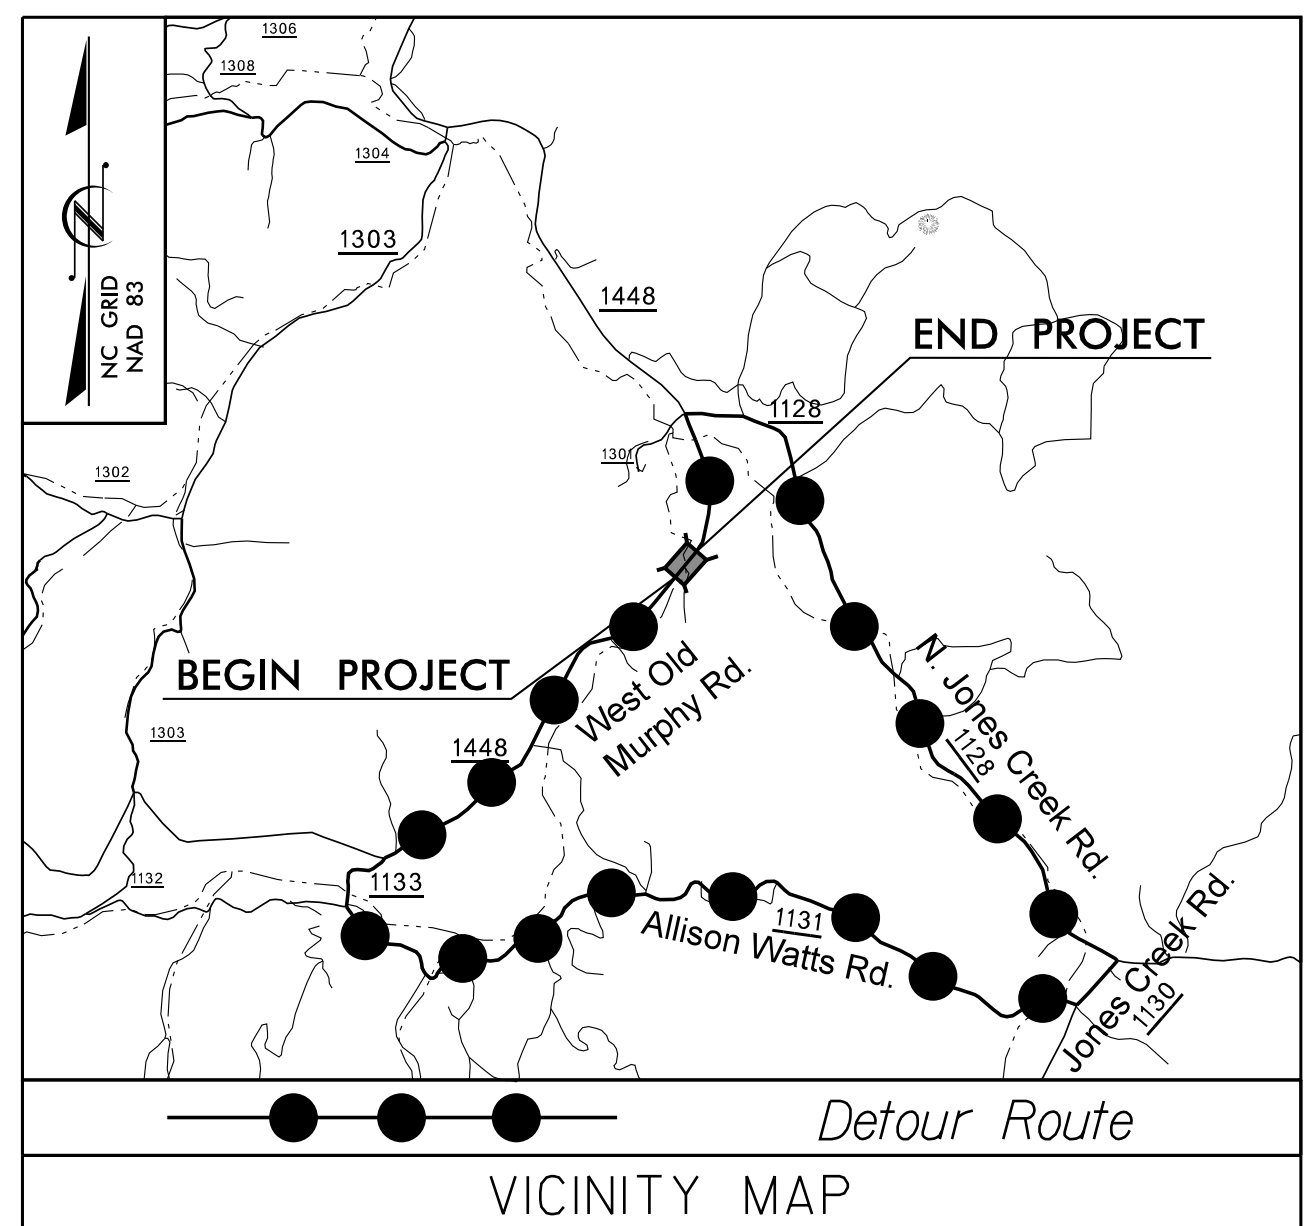 1306
1308
1304
1303
NC GRID
NAD 83
1448
END PROJECT
1128
1301
1302
BEGIN PROJECT
West Old
Murphy Rd.
N. Jones Creek Rd.
1128
1303
1448
1132
1133
1131
Allison Watts Rd.
Jones Creek Rd.
1130
Detour Route
VICINITY MAP